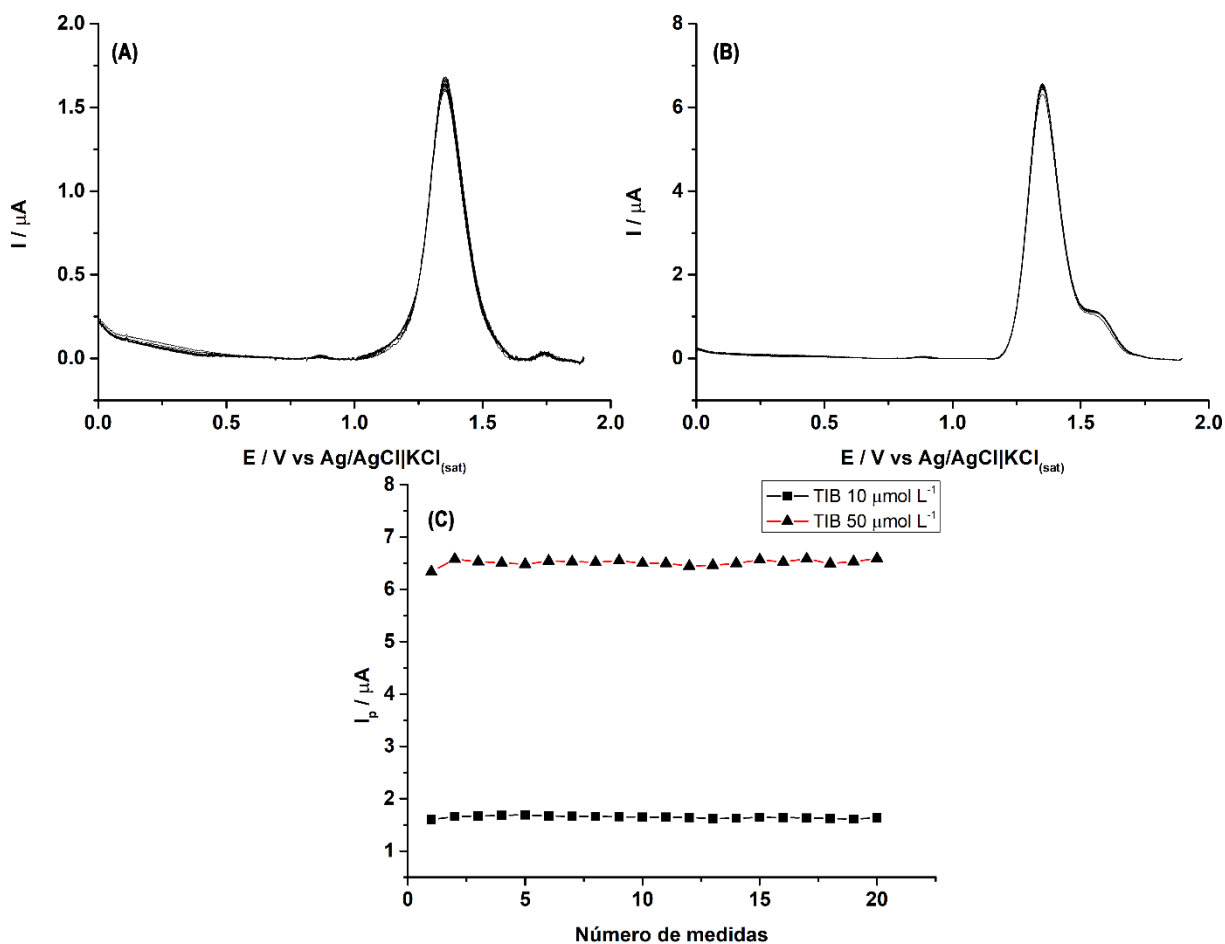 (A)
2.0
1.5
1.0
0.5
0.0
I / μA
0.0 0.5 1.0 1.5 2.0
E / V vs Ag/AgCl|KCl(sat)
(B)
8
6
4
2
0
I / μA
0.0 0.5 1.0 1.5 2.0
E / V vs Ag/AgCl|KCl(sat)
(C)
TIB 10 μmol L-1
TIB 50 μmol L-1
8
7
6
5
4
3
2
1
Ip / μA
0 5 10 15 20
Número de medidas